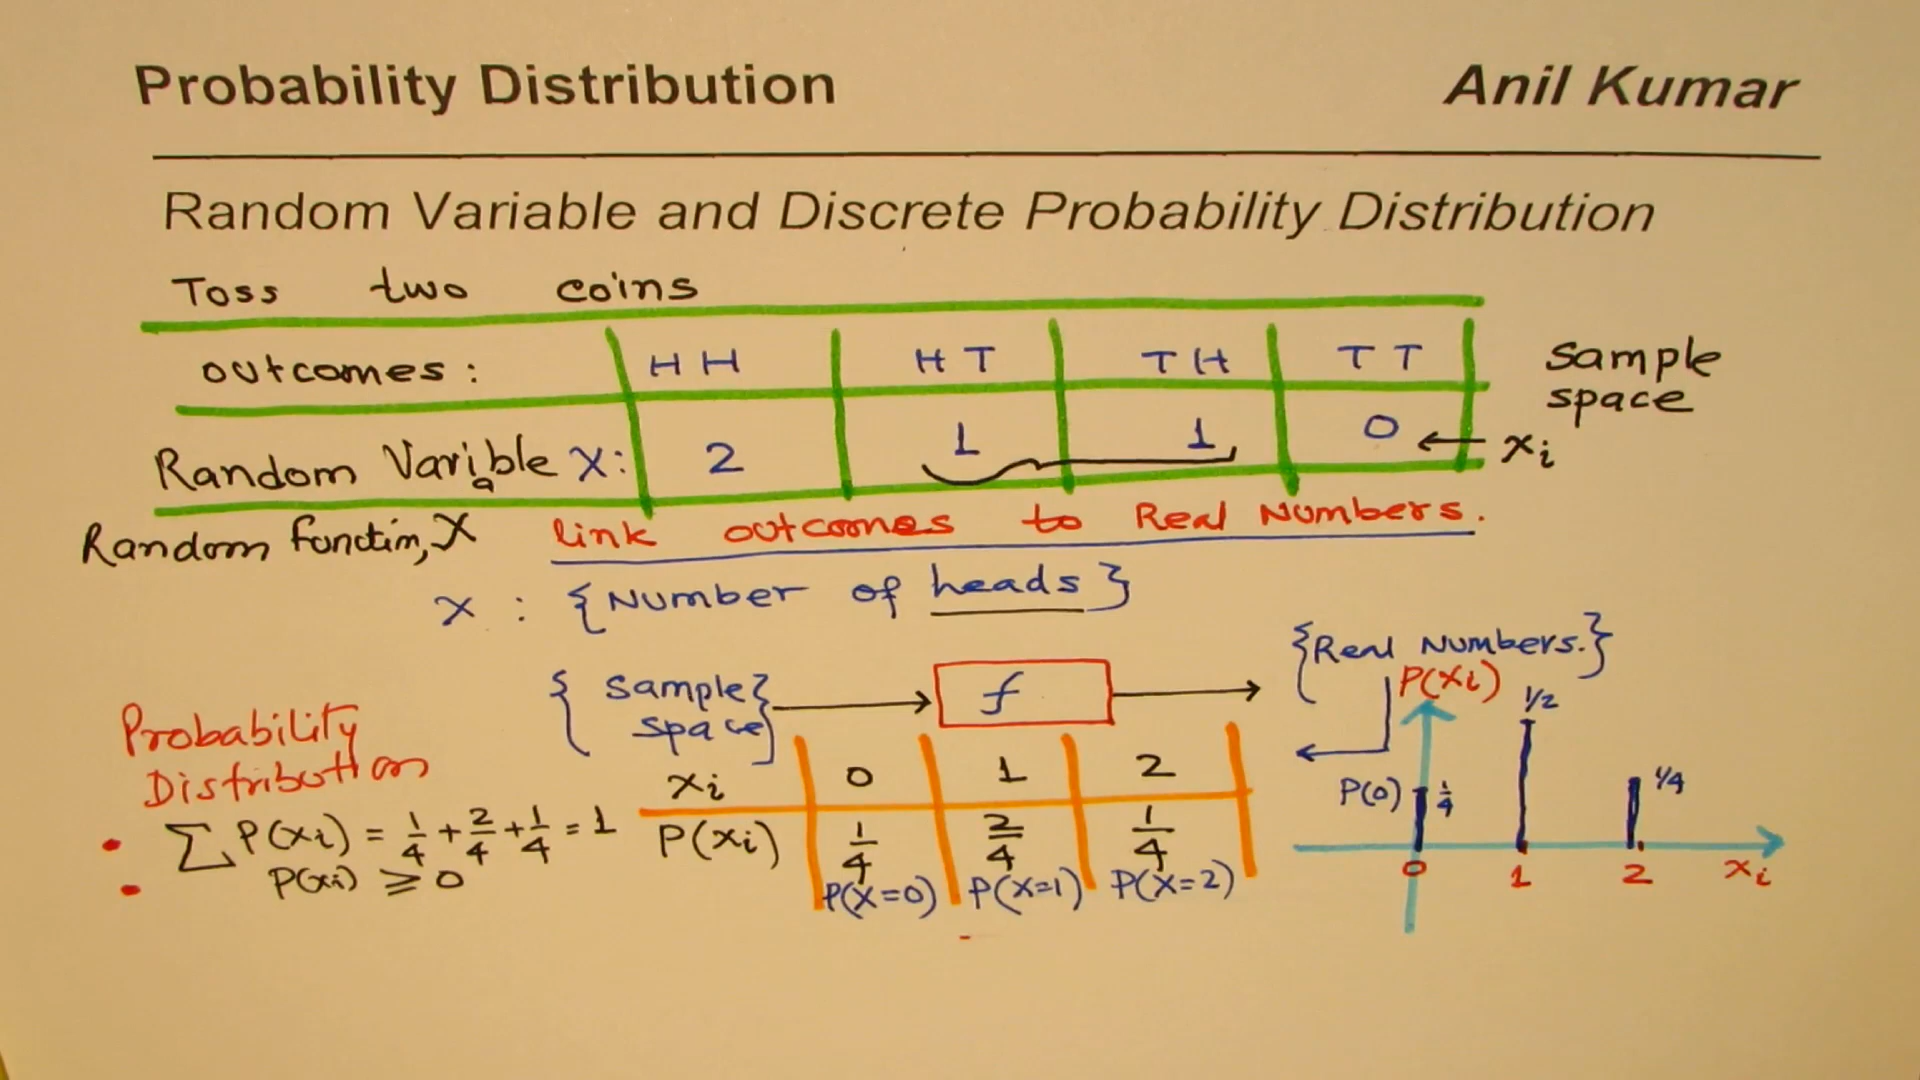 Probability Distribution Anil Kumar
Random Variable and Discrete Probability Distribution
Toss two coins
outcomes: HH HT TH TT
Sample space
Random Variable X: 2 1 1 0 ← xi
a
Random functin, X link outcomes to Real Numbers.
X : {Number of heads}
{Sample space} → f → {Real Numbers.}
Probability Distribution
xi 0 1 2
P(xi) 1/4 2/4 1/4
P(X=0) P(X=1) P(X=2)
∑ P(xi) = 1/4 + 2/4 + 1/4 = 1
P(xi) ≥ 0
P(xi)
1/2
P(0) 1/4 1/4
0 1 2 xi